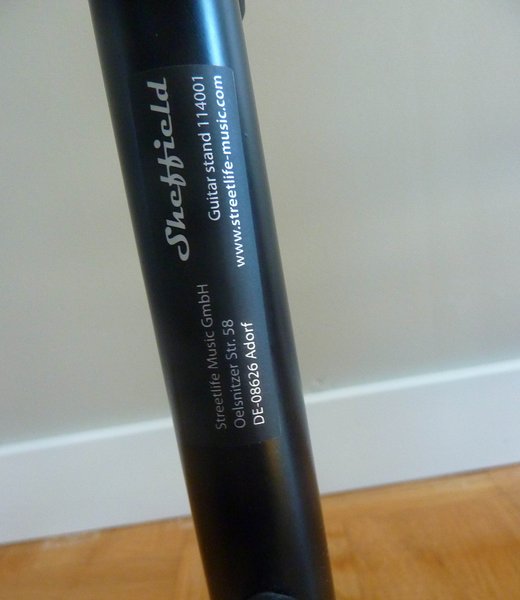 Sheffield
Guitar stand 114001
www.streetlife-music.com
Streetlife Music GmbH
Oelsnitzer Str. 58
DE-08626 Adorf